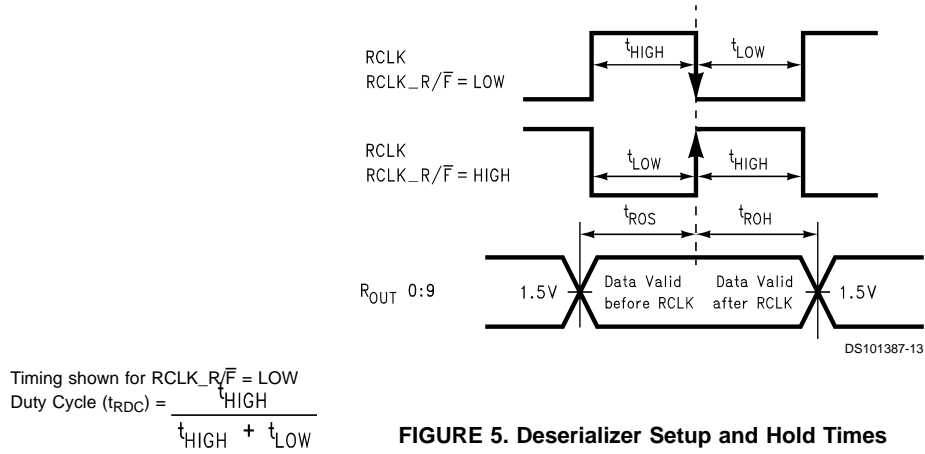 RCLK
RCLK_R/F̅ = LOW
tHIGH
tLOW
RCLK
RCLK_R/F̅ = HIGH
tLOW
tHIGH
tROS
tROH
ROUT 0:9
1.5V
Data Valid
before RCLK
Data Valid
after RCLK
1.5V
DS101387-13
Timing shown for RCLK_R/F̅ = LOW
Duty Cycle (tRDC) =
tHIGH
tHIGH + tLOW
FIGURE 5. Deserializer Setup and Hold Times